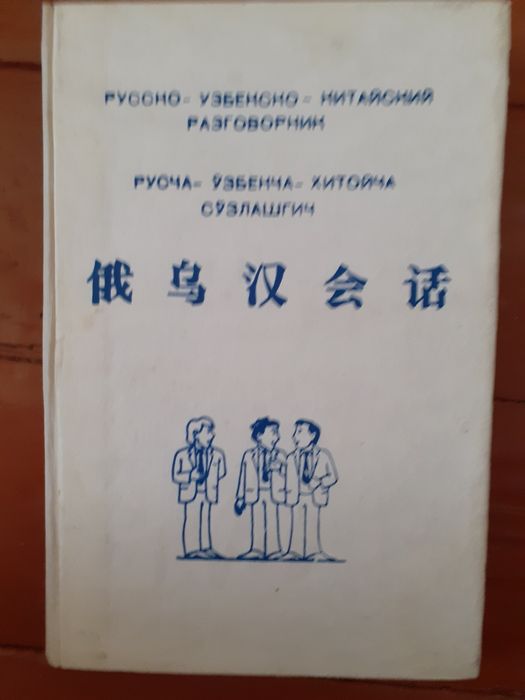 РУССКО- УЗБЕКСКО- КИТАЙСКИЙ
РАЗГОВОРНИК
РУСЧА- ЎЗБЕКЧА- ХИТОЙЧА
СЎЗЛАШГИЧ
俄乌汉会话